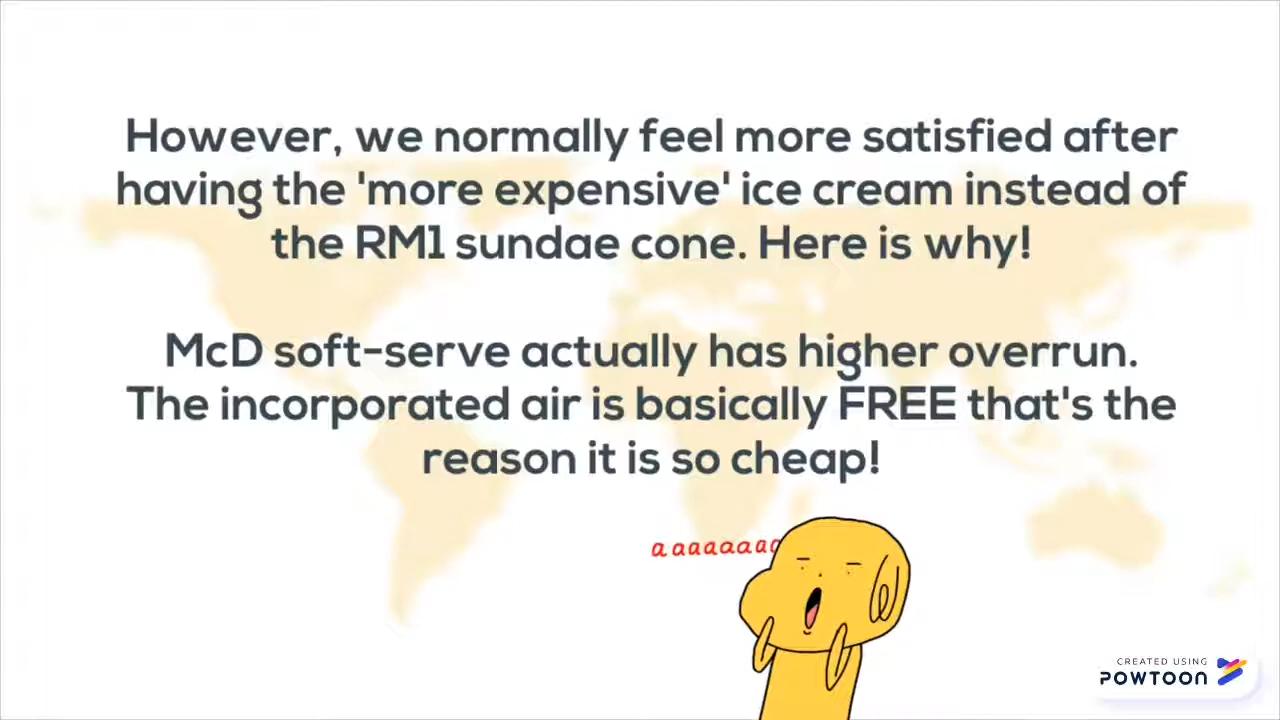 However, we normally feel more satisfied after
having the 'more expensive' ice cream instead of
the RM1 sundae cone. Here is why!
McD soft-serve actually has higher overrun.
The incorporated air is basically FREE that's the
reason it is so cheap!
aaaaaaaa
CREATED USING
POWTOON